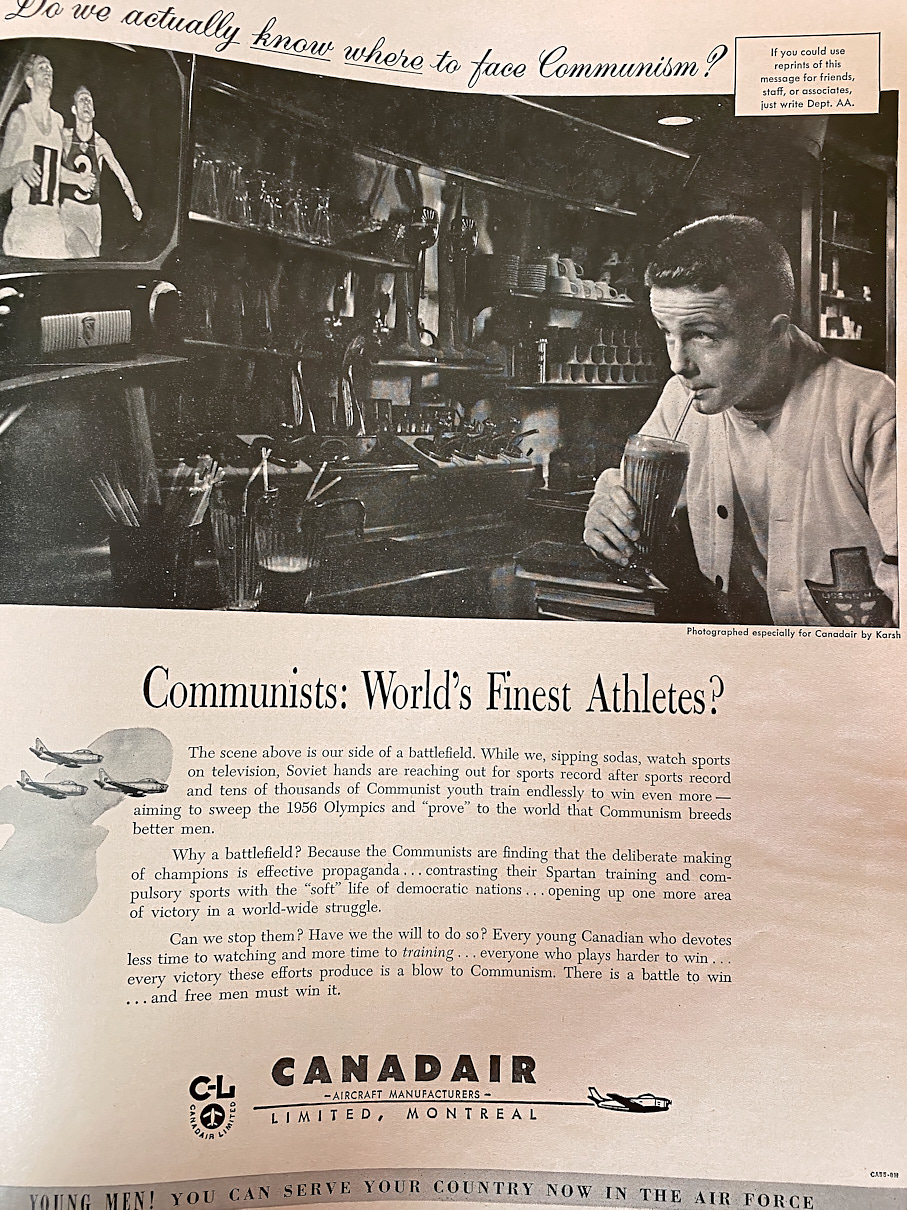 Do we actually know where to face Communism?
If you could use
reprints of this
message for friends,
staff, or associates,
just write Dept. AA.
11
3
Photographed especially for Canadair by Karsh
Communists: World's Finest Athletes?
The scene above is our side of a battlefield. While we, sipping sodas, watch sports
on television, Soviet hands are reaching out for sports record after sports record
and tens of thousands of Communist youth train endlessly to win even more —
aiming to sweep the 1956 Olympics and “prove” to the world that Communism breeds
better men.
Why a battlefield? Because the Communists are finding that the deliberate making
of champions is effective propaganda . . . contrasting their Spartan training and com-
pulsory sports with the “soft” life of democratic nations . . . opening up one more area
of victory in a world-wide struggle.
Can we stop them? Have we the will to do so? Every young Canadian who devotes
less time to watching and more time to training . . . everyone who plays harder to win . . .
every victory these efforts produce is a blow to Communism. There is a battle to win
. . . and free men must win it.
C-L
CANADAIR LIMITED
CANADAIR
–AIRCRAFT MANUFACTURERS –
LIMITED, MONTREAL
YOUNG MEN! YOU CAN SERVE YOUR COUNTRY NOW IN THE AIR FORCE